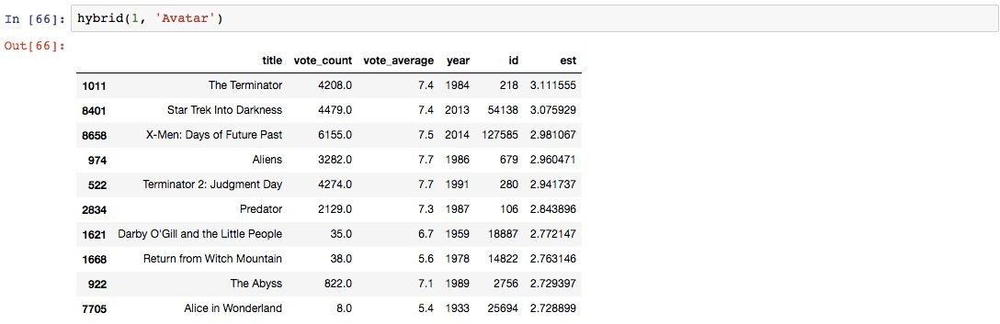 In [66]: hybrid(1, 'Avatar')
Out[66]:
title vote_count vote_average year id est
1011 The Terminator 4208.0 7.4 1984 218 3.111555
8401 Star Trek Into Darkness 4479.0 7.4 2013 54138 3.075929
8658 X-Men: Days of Future Past 6155.0 7.5 2014 127585 2.981067
974 Aliens 3282.0 7.7 1986 679 2.960471
522 Terminator 2: Judgment Day 4274.0 7.7 1991 280 2.941737
2834 Predator 2129.0 7.3 1987 106 2.843896
1621 Darby O'Gill and the Little People 35.0 6.7 1959 18887 2.772147
1668 Return from Witch Mountain 38.0 5.6 1978 14822 2.763146
922 The Abyss 822.0 7.1 1989 2756 2.729397
7705 Alice in Wonderland 8.0 5.4 1933 25694 2.728899